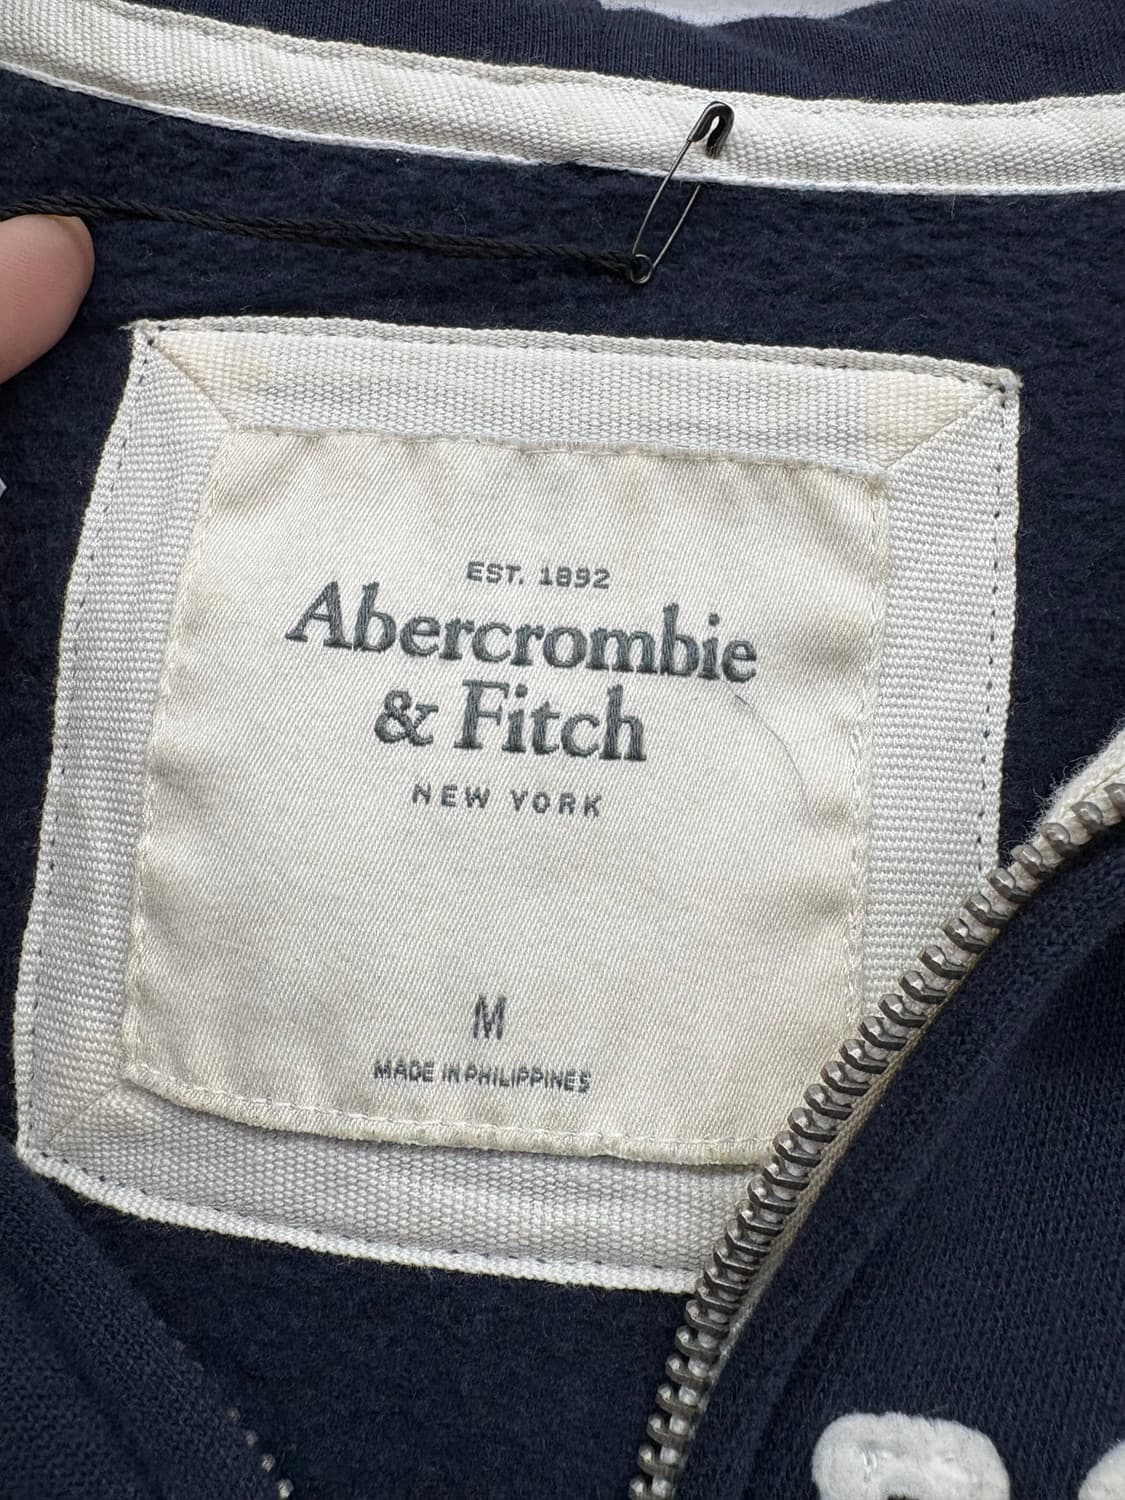 EST. 1892
Abercrombie
& Fitch
NEW YORK
M
MADE IN PHILIPPINES